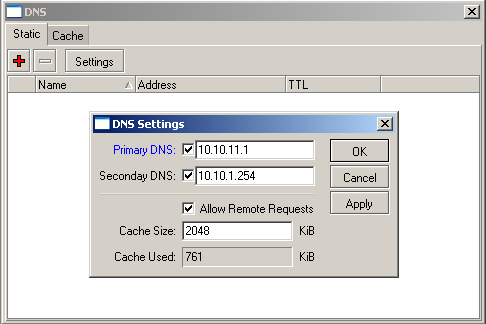 DNS
Static Cache
Settings
Name Address TTL
DNS Settings
Primary DNS: 10.10.11.1 OK
Seconday DNS: 10.10.1.254 Cancel
Allow Remote Requests Apply
Cache Size: 2048 KiB
Cache Used: 761 KiB